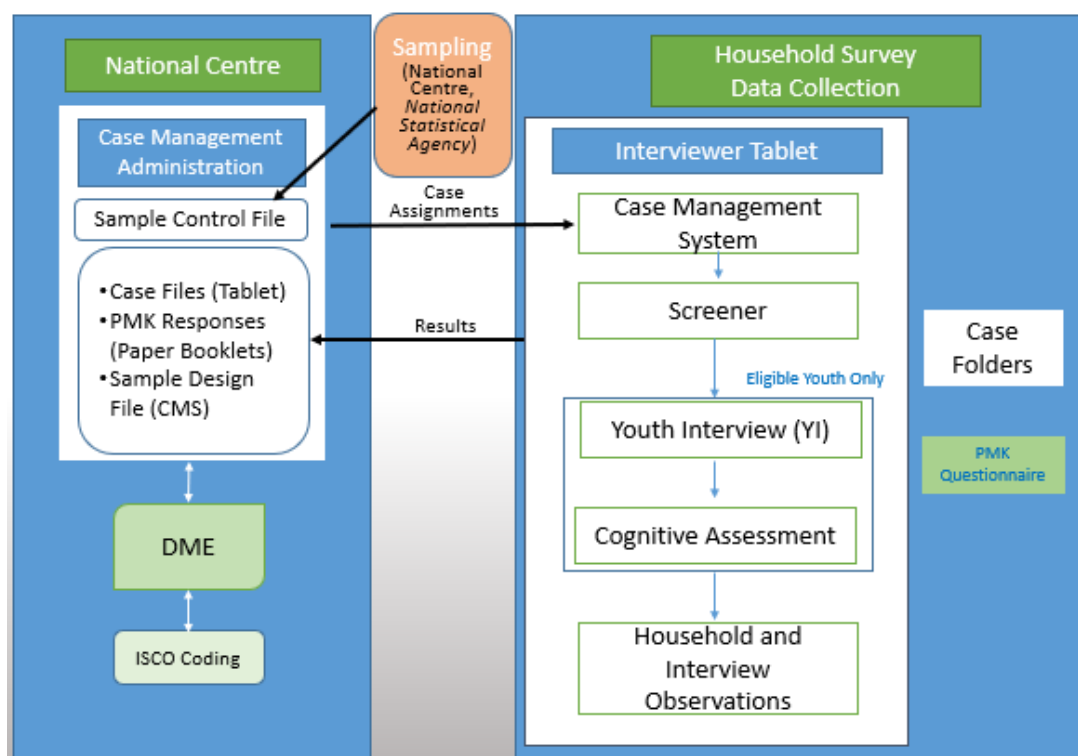 National Centre
Case Management
Administration
Sample Control File
•Case Files (Tablet)
•PMK Responses
(Paper Booklets)
•Sample Design
File (CMS)
DME
ISCO Coding
Sampling
(National
Centre,
National
Statistical
Agency)
Case
Assignments
Results
Household Survey
Data Collection
Interviewer Tablet
Case Management
System
Screener
Eligible Youth Only
Youth Interview (YI)
Cognitive Assessment
Household and
Interview
Observations
Case
Folders
PMK
Questionnaire